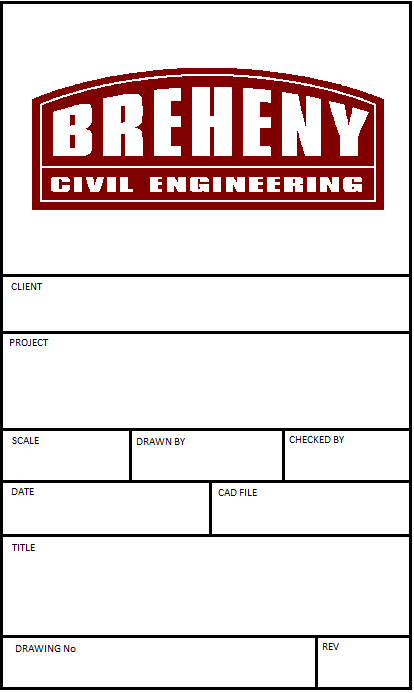 BREHENY
CIVIL ENGINEERING
CLIENT
PROJECT
SCALE
DRAWN BY
CHECKED BY
DATE
CAD FILE
TITLE
DRAWING No
REV